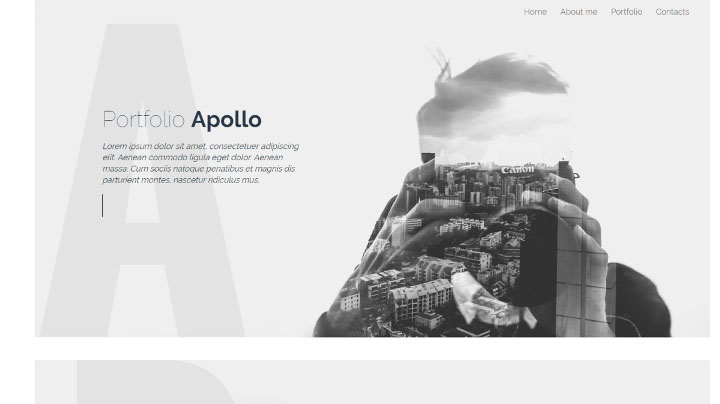 Home About me Portfolio Contacts
A
Portfolio Apollo
Lorem ipsum dolor sit amet, consectetuer adipiscing
elit. Aenean commodo ligula eget dolor. Aenean
massa. Cum sociis natoque penatibus et magnis dis
parturient montes, nascetur ridiculus mus.
Canon